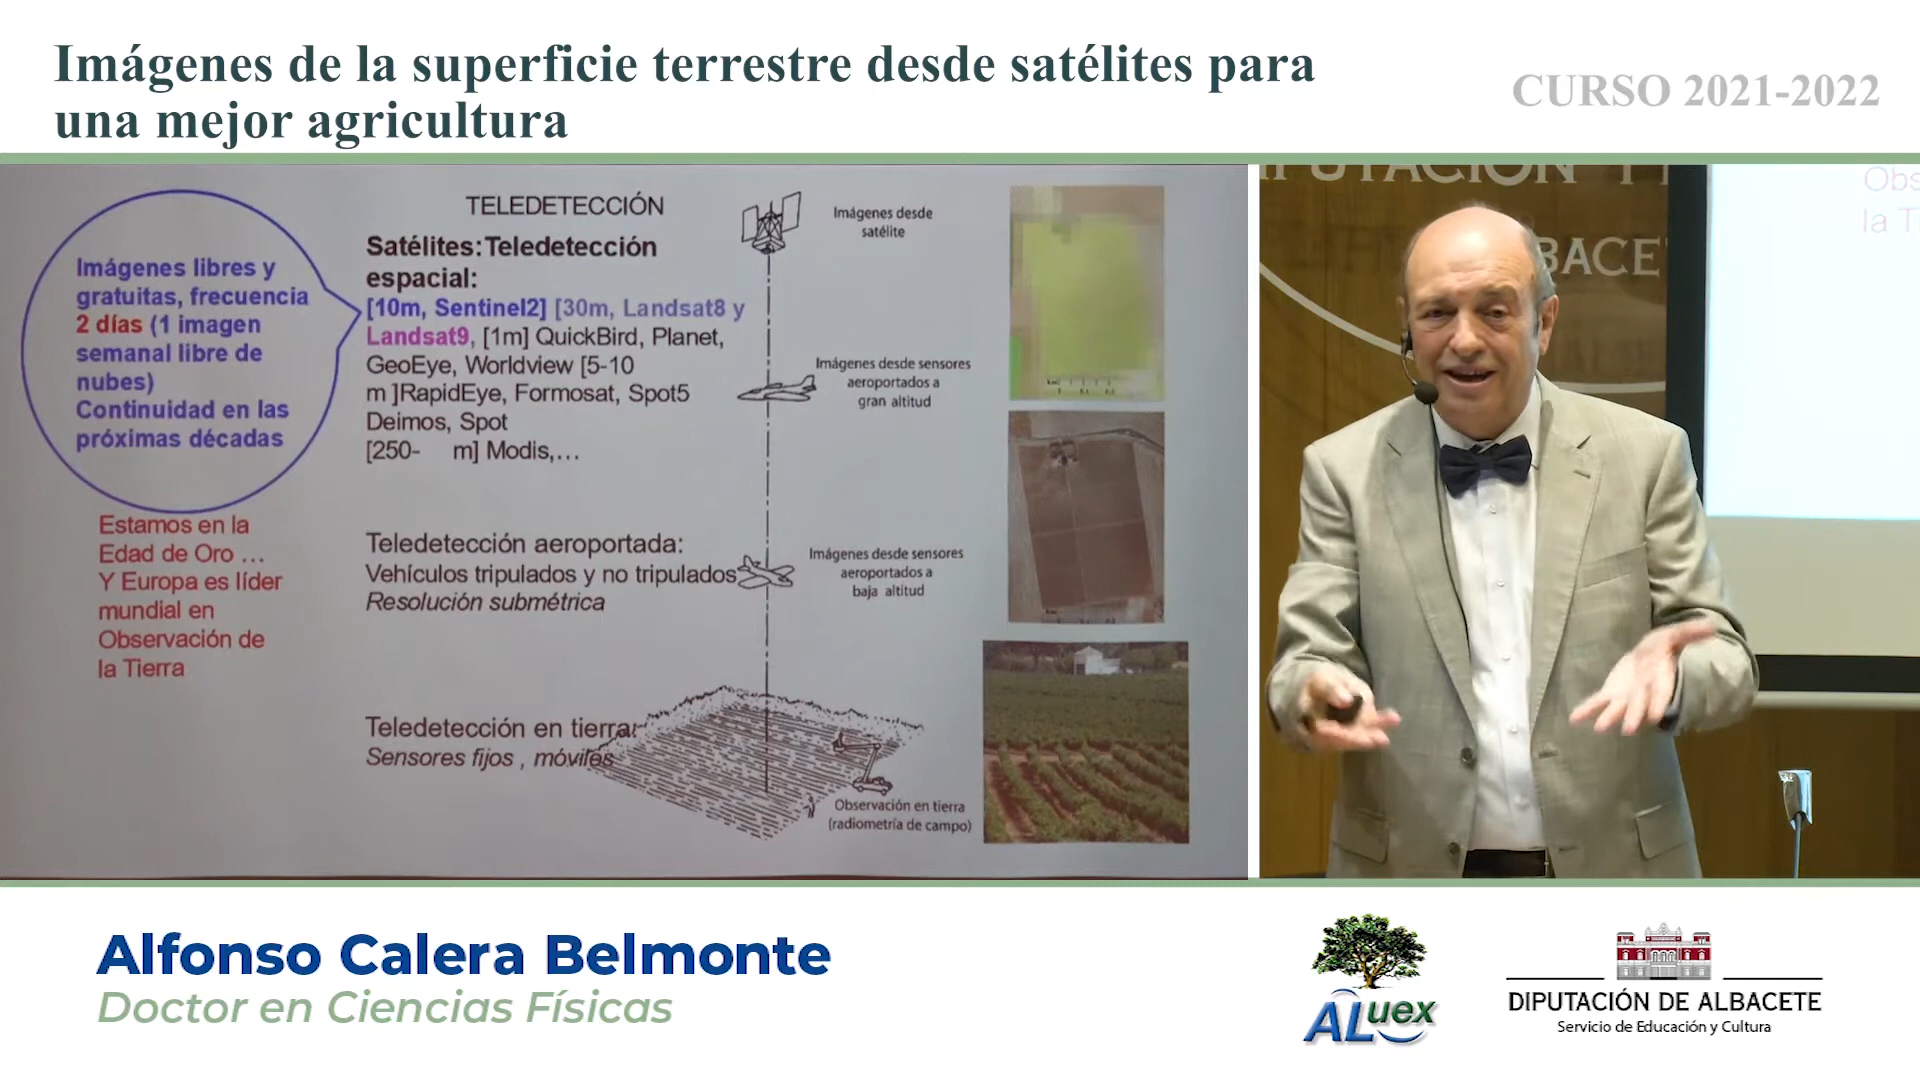 Imágenes de la superficie terrestre desde satélites para
una mejor agricultura
CURSO 2021-2022
Imágenes libres y
gratuitas, frecuencia
2 días (1 imagen
semanal libre de
nubes)
Continuidad en las
próximas décadas
Estamos en la
Edad de Oro ...
Y Europa es líder
mundial en
Observación de
la Tierra
TELEDETECCIÓN
Satélites:Teledetección
espacial:
[10m, Sentinel2] [30m, Landsat8 y
Landsat9, [1m] QuickBird, Planet,
GeoEye, Worldview [5-10
m ]RapidEye, Formosat, Spot5
Deimos, Spot
[250- m] Modis,...
Teledetección aeroportada:
Vehículos tripulados y no tripulados
Resolución submétrica
Teledetección en tierra:
Sensores fijos , móviles
Imágenes desde
satélite
Imágenes desde sensores
aeroportados a
gran altitud
Imágenes desde sensores
aeroportados a
baja altitud
Observación en tierra
(radiometría de campo)
DIPUTACIÓN
BACE
Obs
la T
Alfonso Calera Belmonte
Doctor en Ciencias Físicas
ALuex
DIPUTACIÓN DE ALBACETE
Servicio de Educación y Cultura